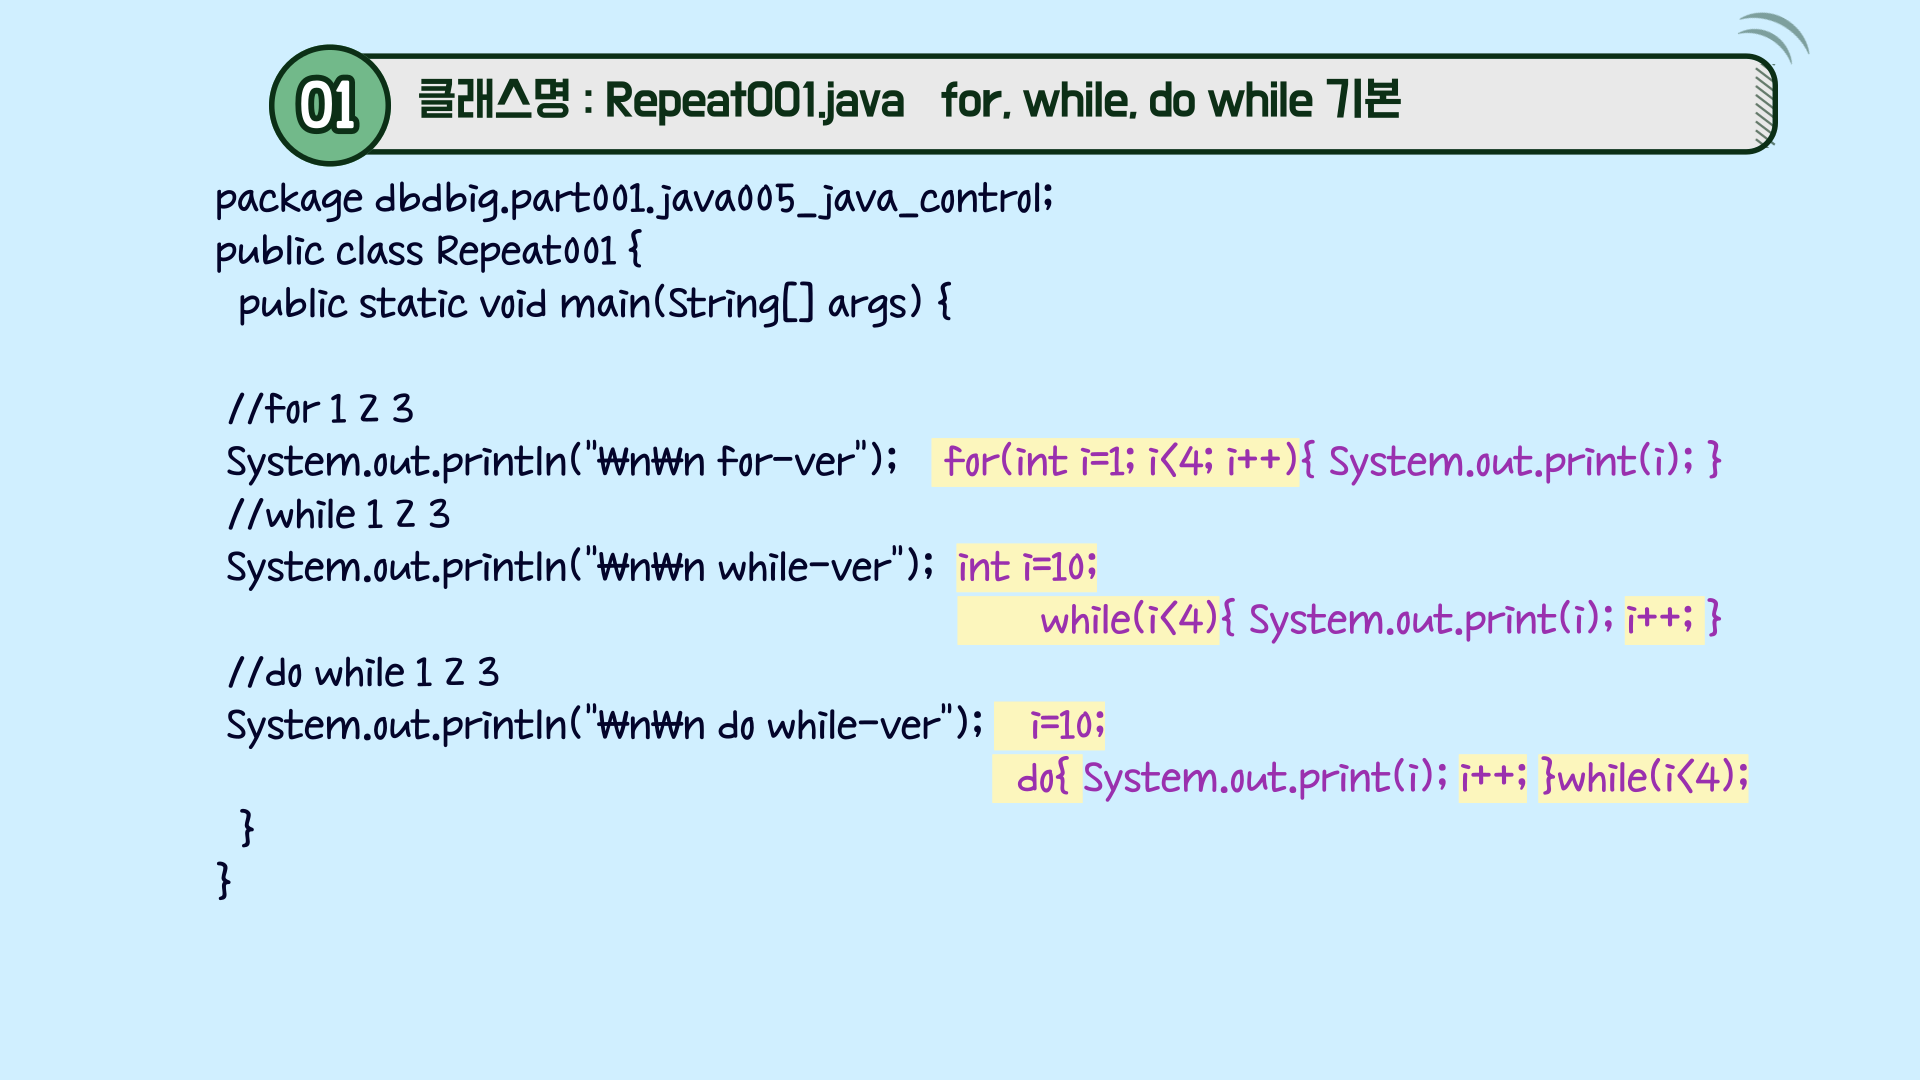 01 클래스명 : Repeat001.java for, while, do while 기본
package dbdbig.part001.java005_java_control;
public class Repeat001 {
public static void main(String[] args) {
//for 1 2 3
System.out.println("₩n₩n for-ver"); for(int i=1; i<4; i++){ System.out.print(i); }
//while 1 2 3
System.out.println("₩n₩n while-ver"); int i=10;
while(i<4){ System.out.print(i); i++; }
//do while 1 2 3
System.out.println("₩n₩n do while-ver"); i=10;
do{ System.out.print(i); i++; }while(i<4);
}
}